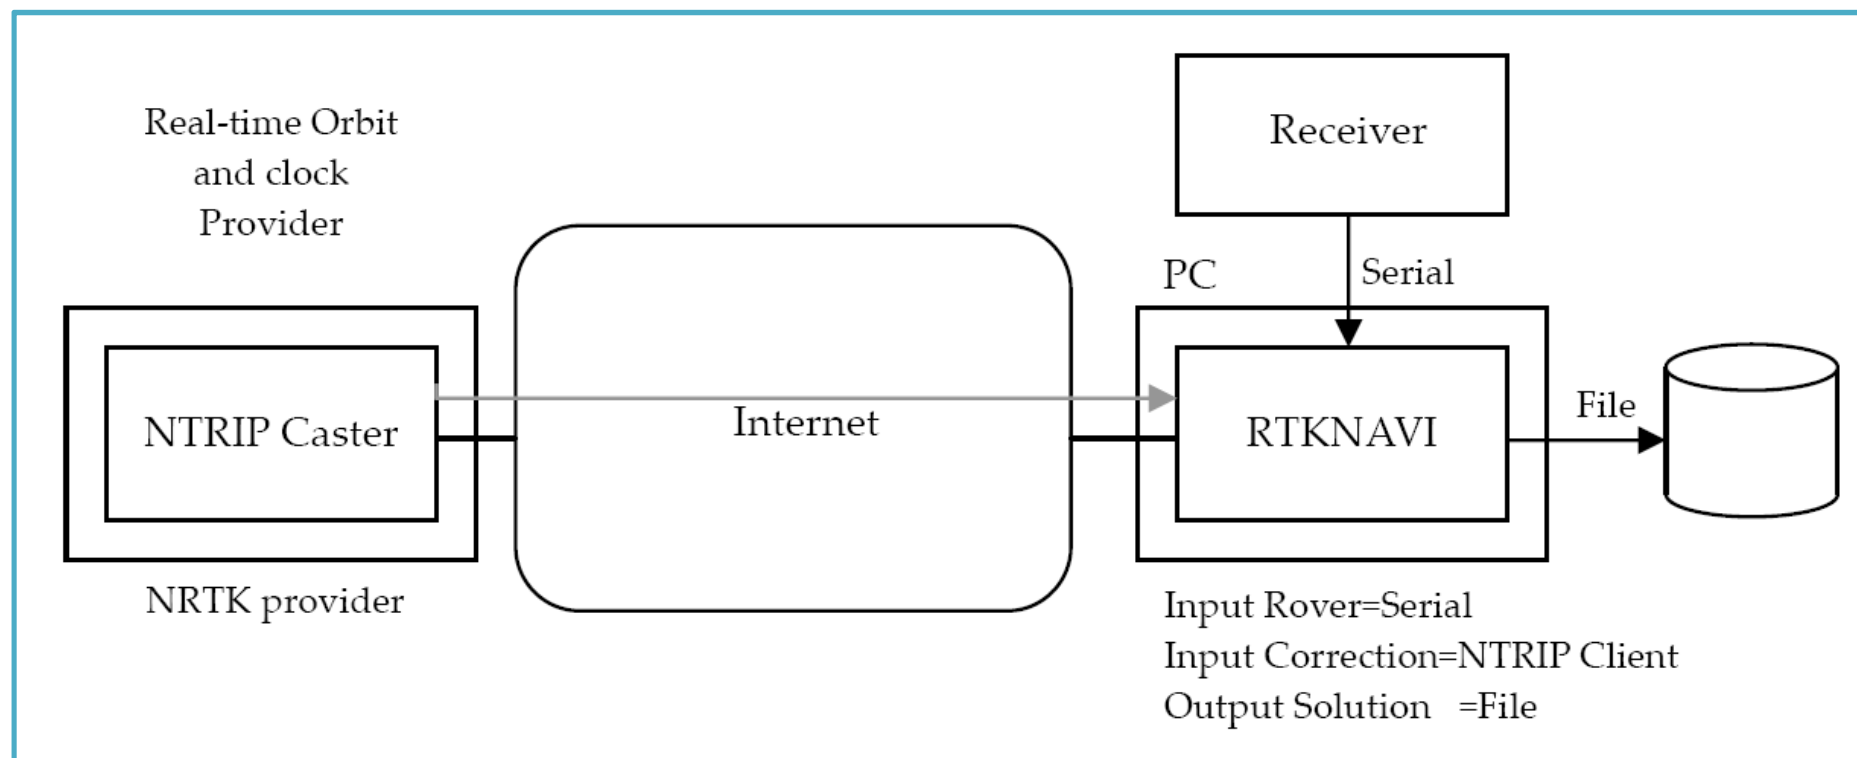 Real-time Orbit
and clock
Provider
NTRIP Caster
NRTK provider
Internet
Receiver
PC
Serial
RTKNAVI
File
Input Rover=Serial
Input Correction=NTRIP Client
Output Solution =File